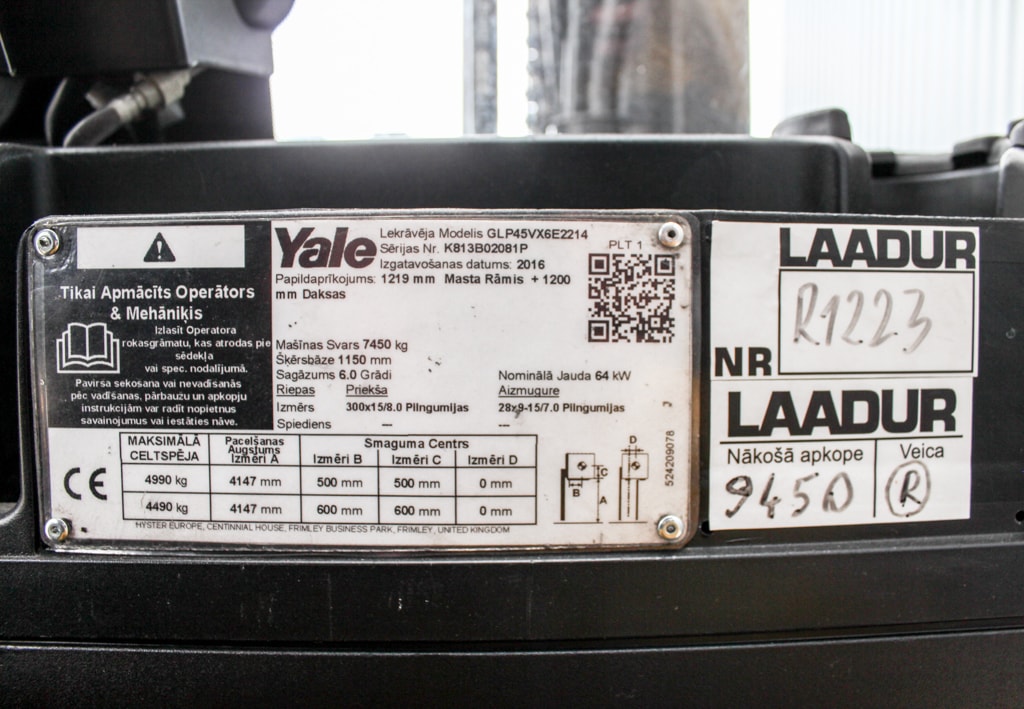 Tikai Apmācīts Operātors
& Mehāniķis
Izlasīt Operatora
rokasgrāmatu, kas atrodas pie
sēdekļa
vai spec. nodalījumā.
Pavirša sekošana vai nevadīšanās
pēc vadīšanas, pārbaužu un apkopju
instrukcijām var radīt nopietnus
savainojumus vai iestāties nāve.
Yale
Lekrāvēja Modelis GLP45VX6E2214
Sērijas Nr. K813B02081P
Izgatavošanas datums: 2016
Papildaprīkojums: 1219 mm Masta Rāmis + 1200
mm Daksas
PLT 1
Mašīnas Svars 7450 kg
Šķērsbāze 1150 mm
Sagāzums 6.0 Grādi
Nominālā Jauda 64 kW
Riepas Priekša Aizmugure
Izmērs 300x15/8.0 Pilngumijas 28x9-15/7.0 Pilngumijas
Spiediens --- ---
MAKSIMĀLĀ CELTSPĒJA
Pacelšanas Augstums Izmēri A
Smaguma Centrs
Izmēri B Izmēri C Izmēri D
4990 kg 4147 mm 500 mm 500 mm 0 mm
4490 kg 4147 mm 600 mm 600 mm 0 mm
CE
D
C
B
A
524209078
HYSTER EUROPE, CENTINNIAL HOUSE, FRIMLEY BUSINESS PARK, FRIMLEY, UNITED KINGDOM
LAADUR
NR R1223
LAADUR
Nākošā apkope Veica
9450 R